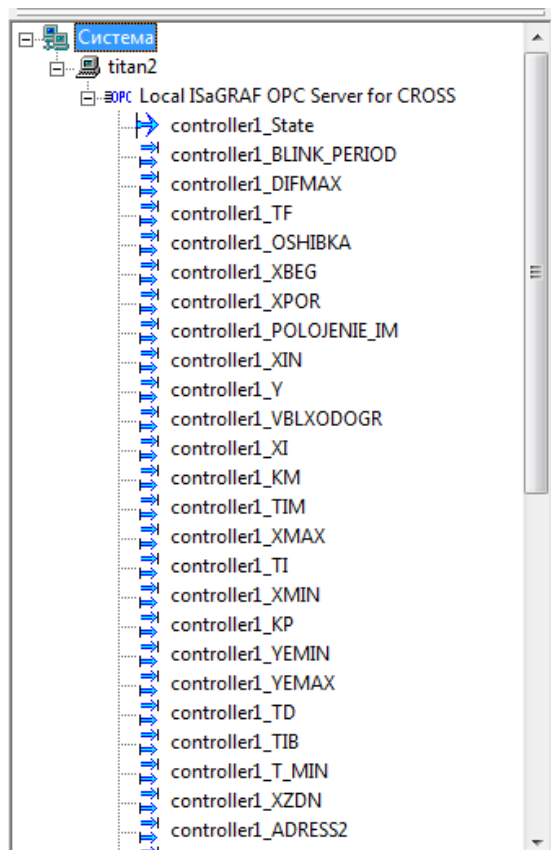 Система
titan2
OPC Local ISaGRAF OPC Server for CROSS
controller1_State
controller1_BLINK_PERIOD
controller1_DIFMAX
controller1_TF
controller1_OSHIBKA
controller1_XBEG
controller1_XPOR
controller1_POLOJENIE_IM
controller1_XIN
controller1_Y
controller1_VBLXODOGR
controller1_XI
controller1_KM
controller1_TIM
controller1_XMAX
controller1_TI
controller1_XMIN
controller1_KP
controller1_YEMIN
controller1_YEMAX
controller1_TD
controller1_TIB
controller1_T_MIN
controller1_XZDN
controller1_ADRESS2